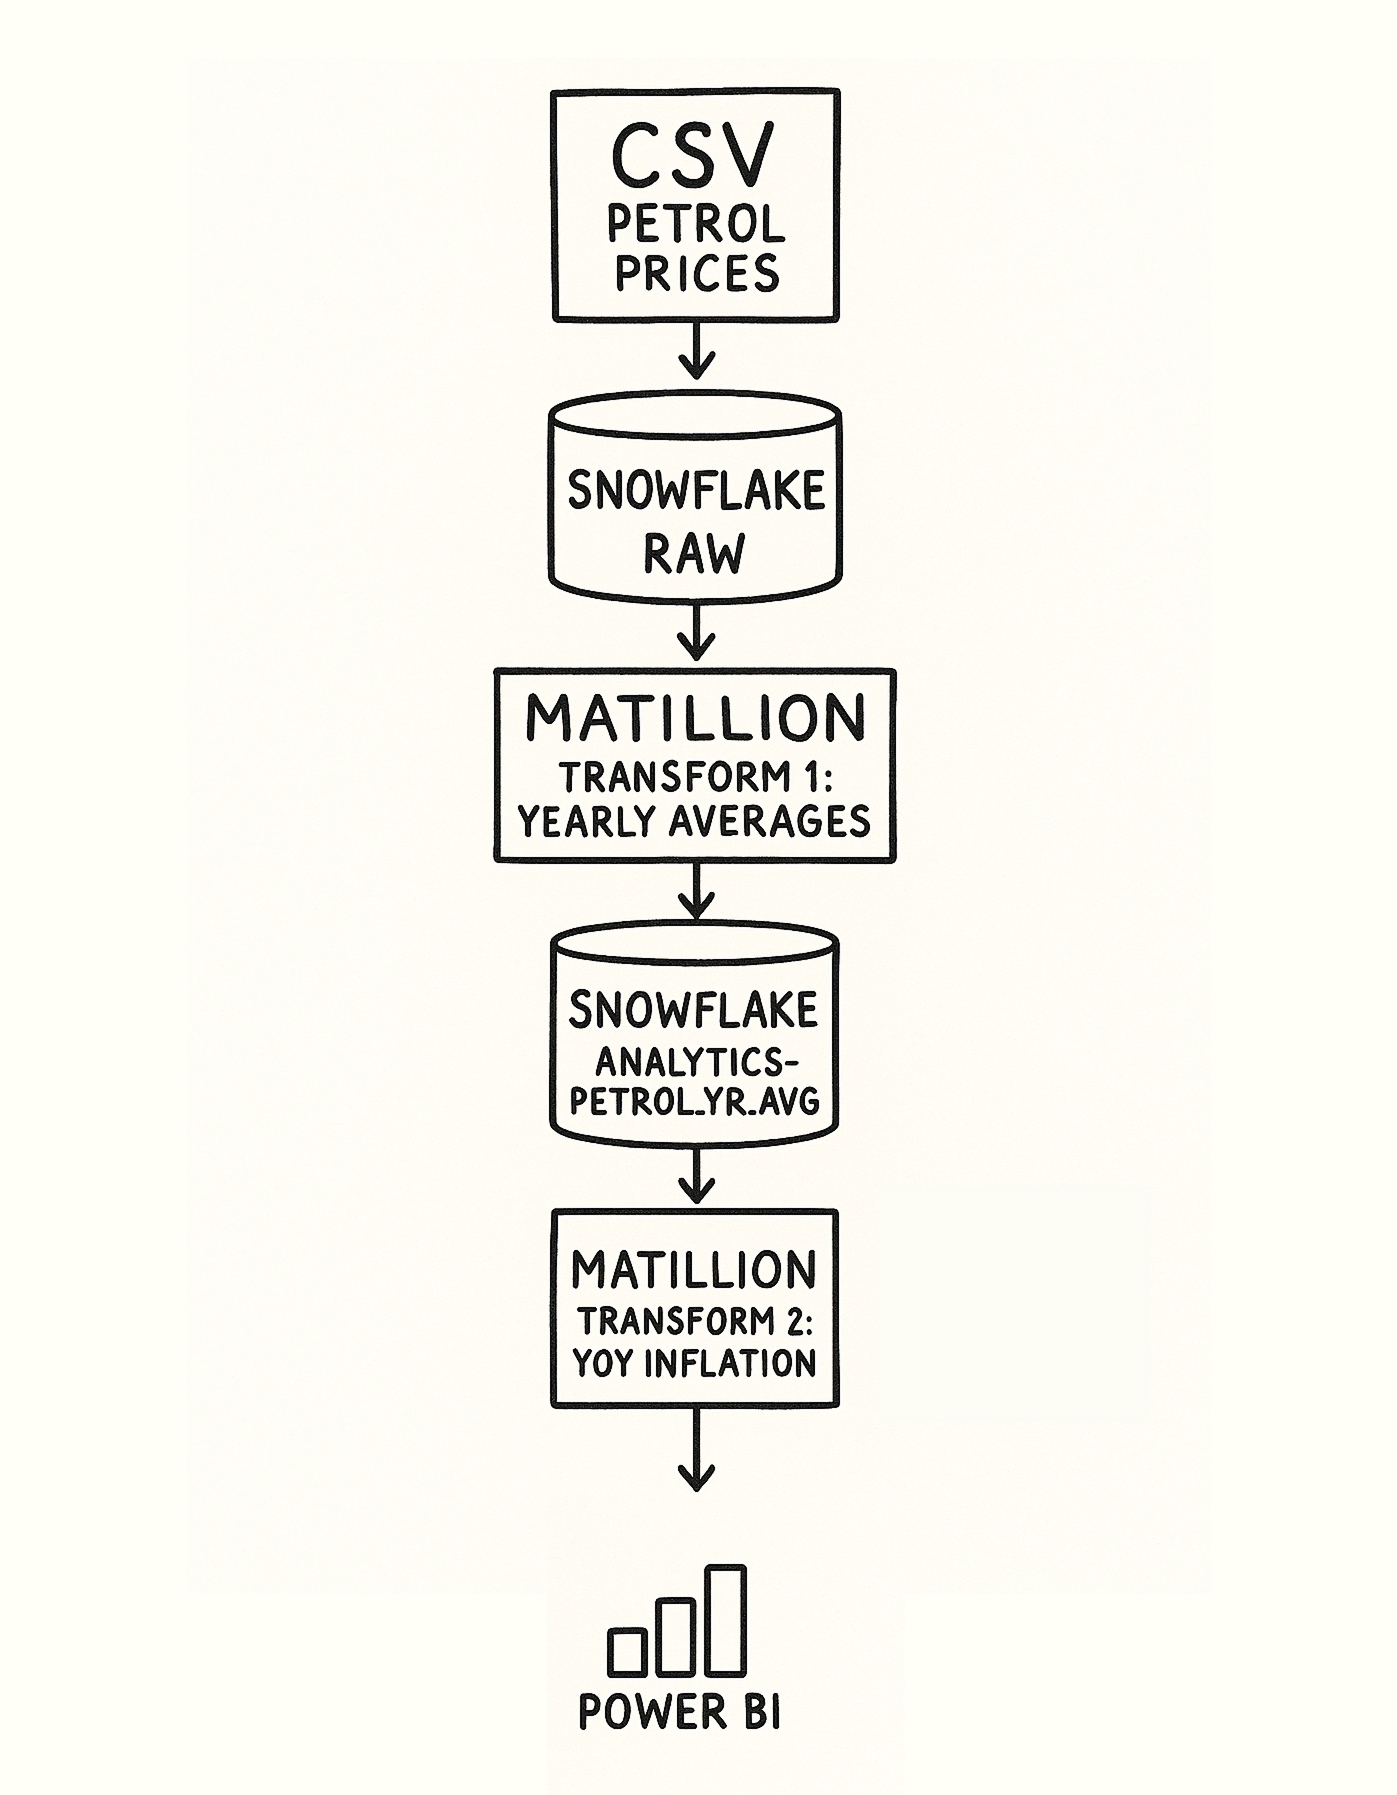 CSV
PETROL
PRICES
SNOWFLAKE
RAW
MATILLION
TRANSFORM 1:
YEARLY AVERAGES
SNOWFLAKE
ANALYTICS-
PETROL_YR_AVG
MATILLION
TRANSFORM 2:
YOY INFLATION
POWER BI